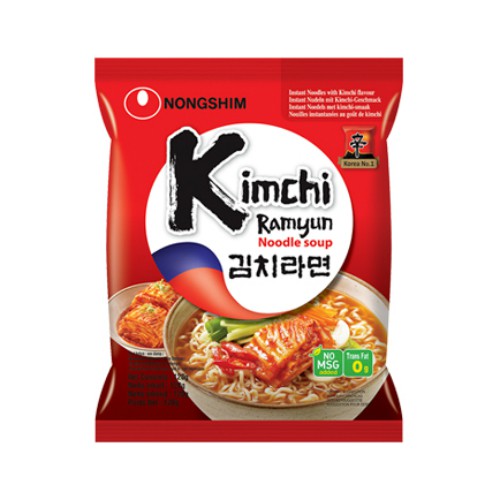 NONGSHIM
Instant Noodles with Kimchi flavour
Instant Nudeln mit Kimchi-Geschmack
Instant Noodels met kimchi-smaak
Nouilles instantanées au goût de kimchi
辛
Korea No.1
Kimchi
Ramyun
Noodle soup
김치라면
NO
MSG
added
Trans Fat
0g